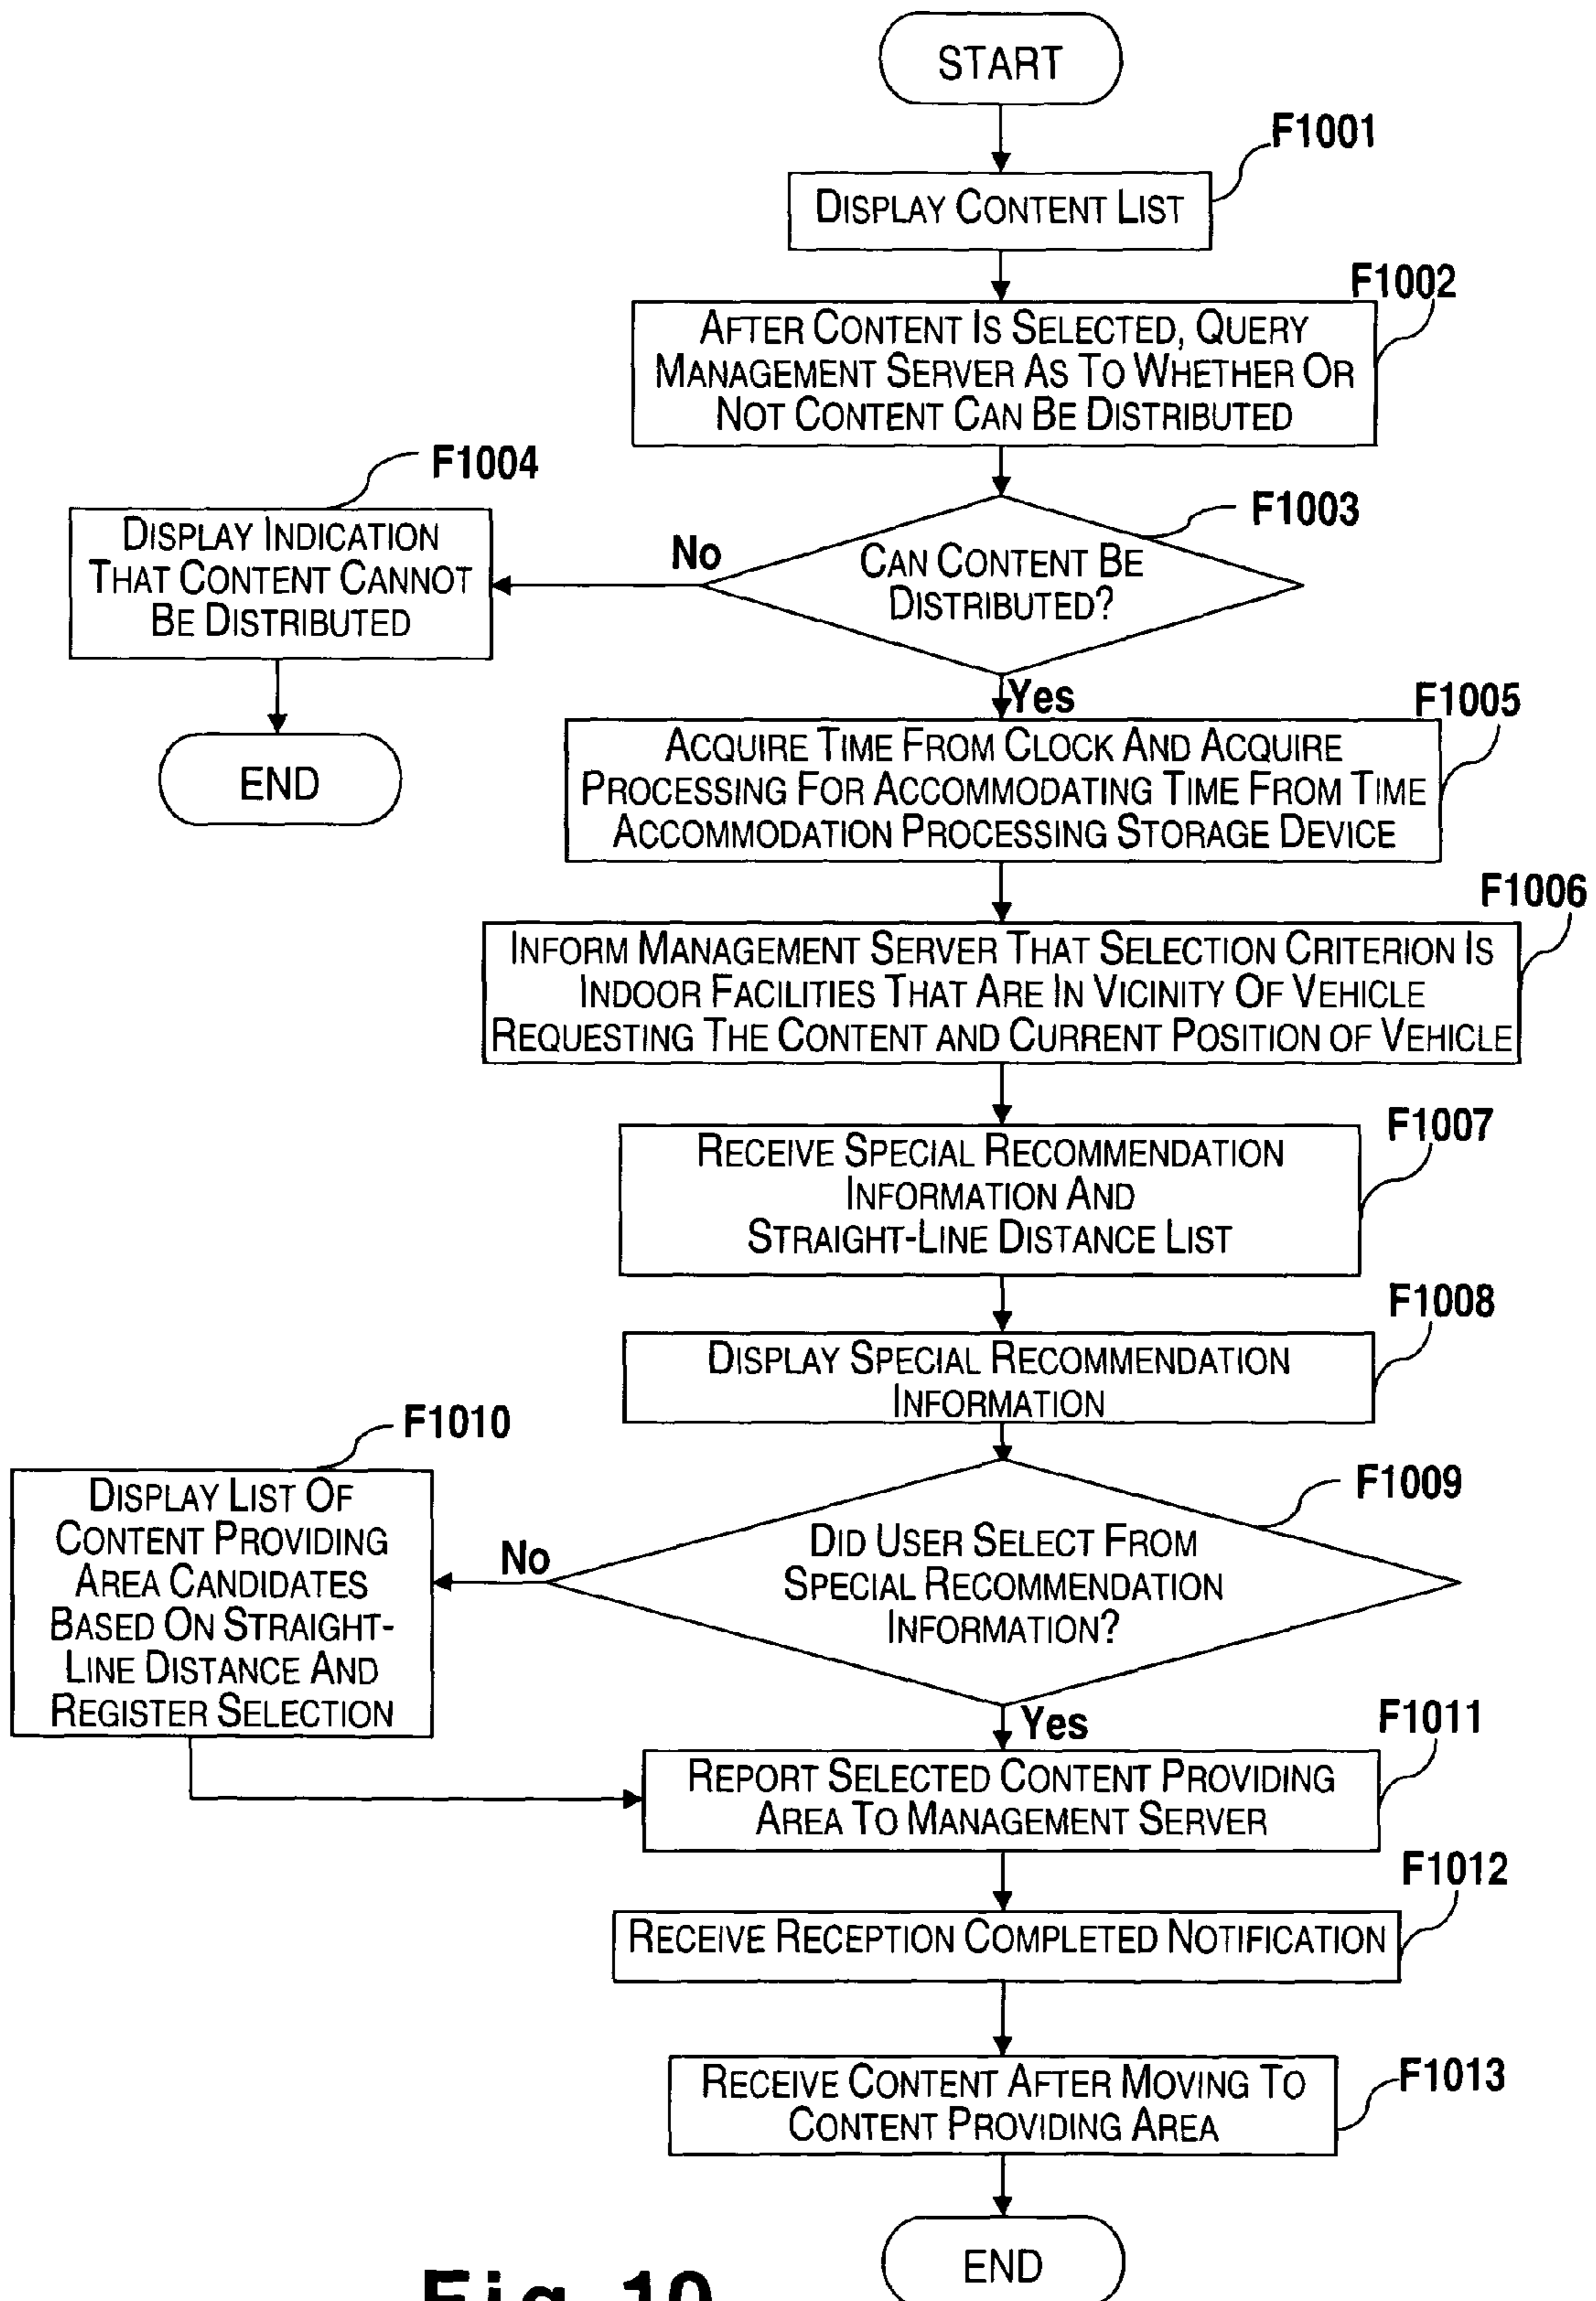 START
F1001
DISPLAY CONTENT LIST
F1002
AFTER CONTENT IS SELECTED, QUERY
MANAGEMENT SERVER AS TO WHETHER OR
NOT CONTENT CAN BE DISTRIBUTED
F1004
F1003
DISPLAY INDICATION
THAT CONTENT CANNOT
BE DISTRIBUTED
No
CAN CONTENT BE
DISTRIBUTED?
Yes
END
F1005
ACQUIRE TIME FROM CLOCK AND ACQUIRE
PROCESSING FOR ACCOMMODATING TIME FROM TIME
ACCOMMODATION PROCESSING STORAGE DEVICE
F1006
INFORM MANAGEMENT SERVER THAT SELECTION CRITERION IS
INDOOR FACILITIES THAT ARE IN VICINITY OF VEHICLE
REQUESTING THE CONTENT AND CURRENT POSITION OF VEHICLE
F1007
RECEIVE SPECIAL RECOMMENDATION
INFORMATION AND
STRAIGHT-LINE DISTANCE LIST
F1008
DISPLAY SPECIAL RECOMMENDATION
INFORMATION
F1010
F1009
DISPLAY LIST OF
CONTENT PROVIDING
AREA CANDIDATES
BASED ON STRAIGHT-
LINE DISTANCE AND
REGISTER SELECTION
No
DID USER SELECT FROM
SPECIAL RECOMMENDATION
INFORMATION?
Yes
F1011
REPORT SELECTED CONTENT PROVIDING
AREA TO MANAGEMENT SERVER
F1012
RECEIVE RECEPTION COMPLETED NOTIFICATION
F1013
RECEIVE CONTENT AFTER MOVING TO
CONTENT PROVIDING AREA
END
Fig. 10